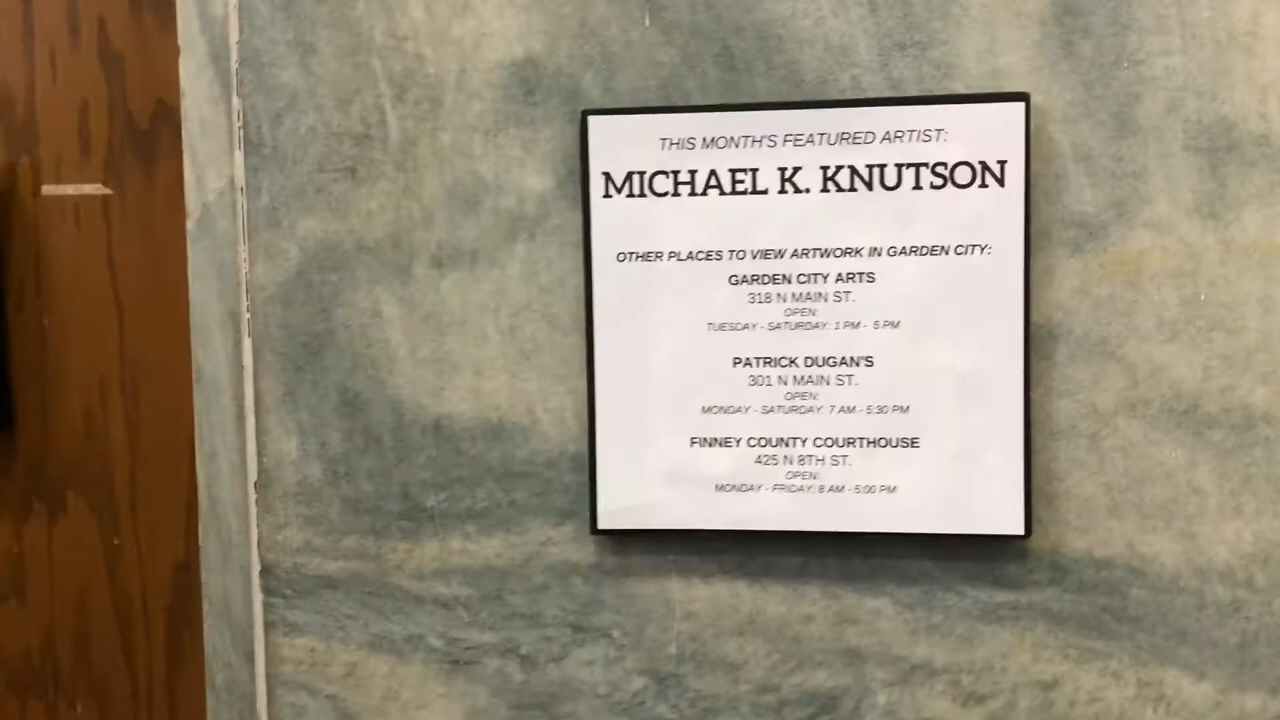 THIS MONTH'S FEATURED ARTIST:
MICHAEL K. KNUTSON
OTHER PLACES TO VIEW ARTWORK IN GARDEN CITY:
GARDEN CITY ARTS
318 N MAIN ST.
OPEN:
TUESDAY - SATURDAY: 1 PM - 5 PM
PATRICK DUGAN'S
301 N MAIN ST.
OPEN:
MONDAY - SATURDAY: 7 AM - 5:30 PM
FINNEY COUNTY COURTHOUSE
425 N 8TH ST.
OPEN:
MONDAY - FRIDAY: 8 AM - 5:00 PM